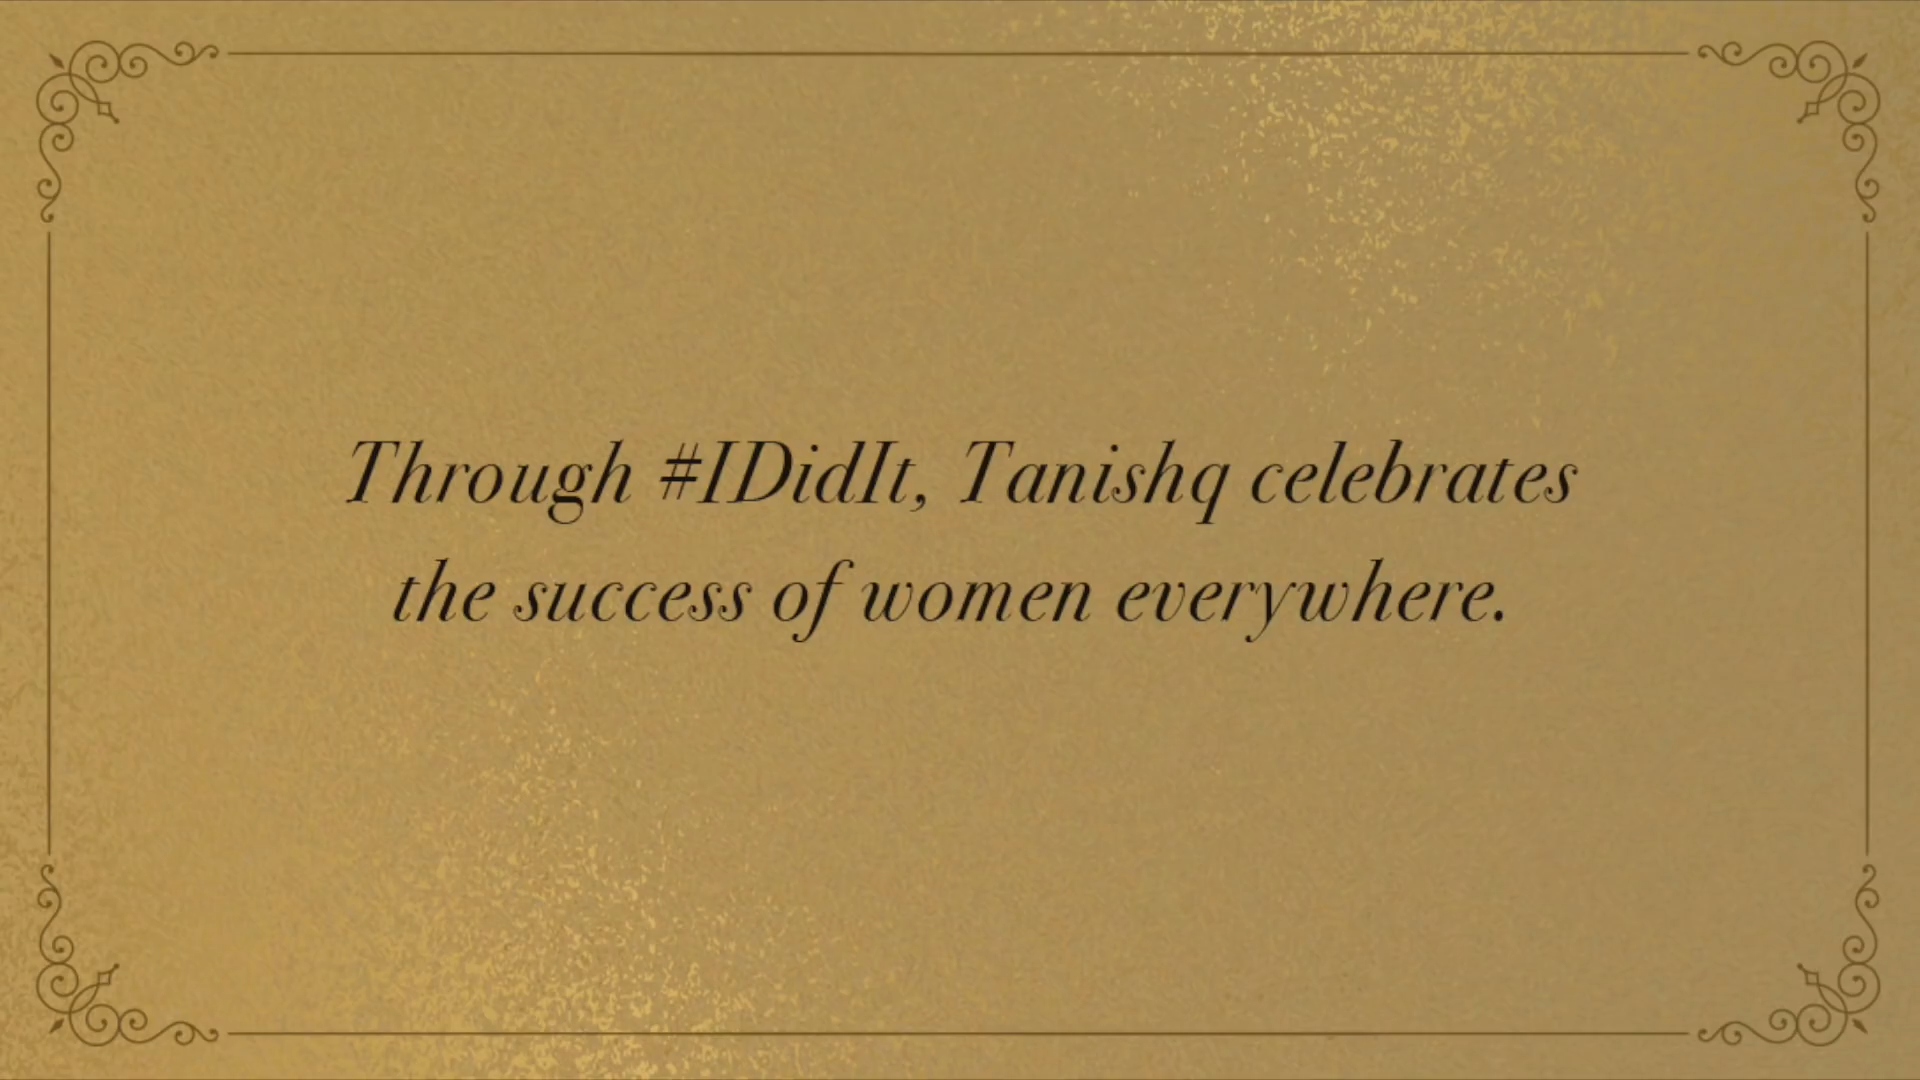 Through #IDidIt, Tanishq celebrates
the success of women everywhere.